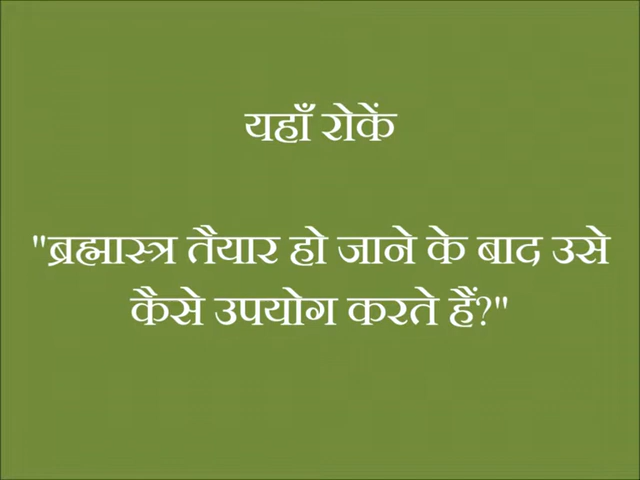 यहाँ रोकें
"ब्रह्मास्त्र तैयार हो जाने के बाद उसे
कैसे उपयोग करते हैं?"